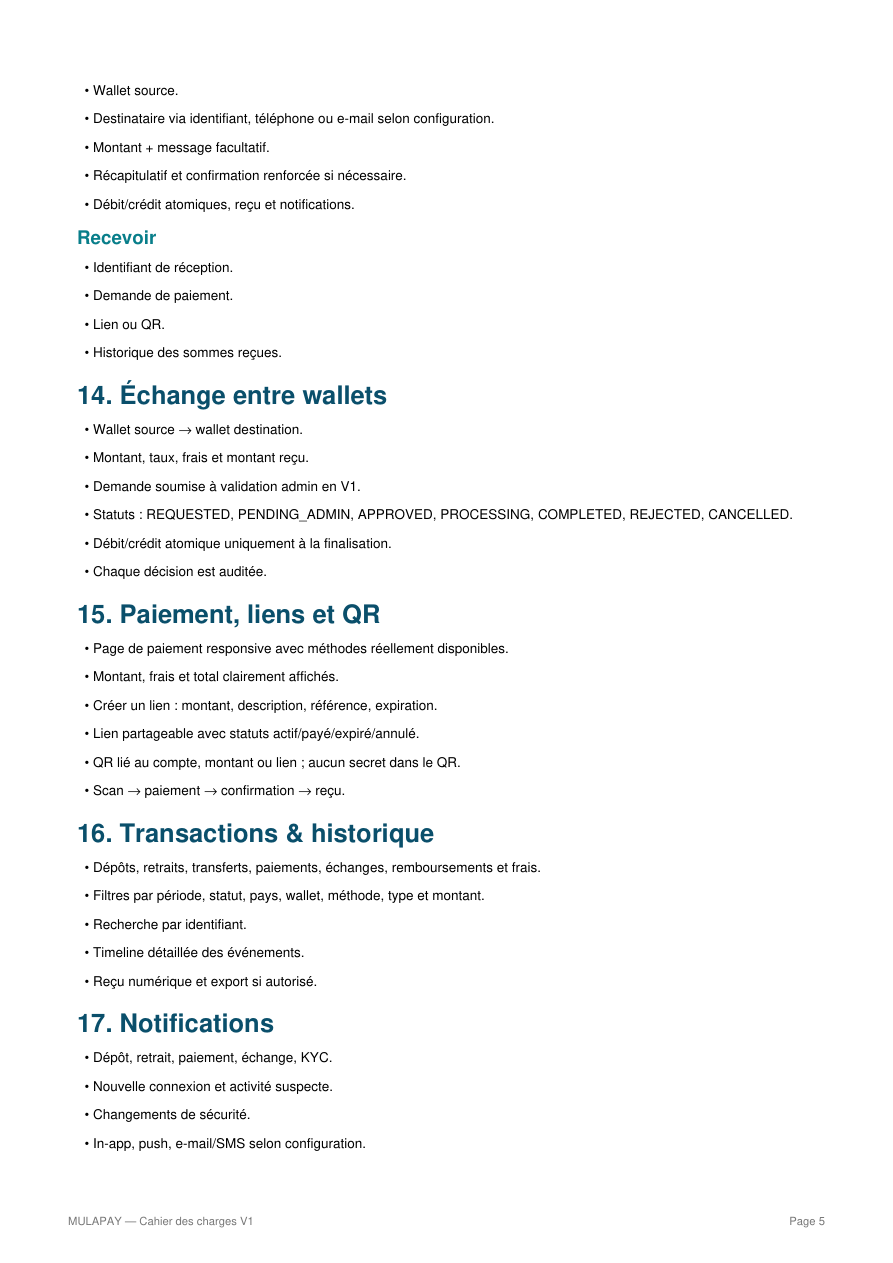 • Wallet source.
• Destinataire via identifiant, téléphone ou e-mail selon configuration.
• Montant + message facultatif.
• Récapitulatif et confirmation renforcée si nécessaire.
• Débit/crédit atomiques, reçu et notifications.
Recevoir
• Identifiant de réception.
• Demande de paiement.
• Lien ou QR.
• Historique des sommes reçues.
14. Échange entre wallets
• Wallet source → wallet destination.
• Montant, taux, frais et montant reçu.
• Demande soumise à validation admin en V1.
• Statuts : REQUESTED, PENDING_ADMIN, APPROVED, PROCESSING, COMPLETED, REJECTED, CANCELLED.
• Débit/crédit atomique uniquement à la finalisation.
• Chaque décision est auditée.
15. Paiement, liens et QR
• Page de paiement responsive avec méthodes réellement disponibles.
• Montant, frais et total clairement affichés.
• Créer un lien : montant, description, référence, expiration.
• Lien partageable avec statuts actif/payé/expiré/annulé.
• QR lié au compte, montant ou lien ; aucun secret dans le QR.
• Scan → paiement → confirmation → reçu.
16. Transactions & historique
• Dépôts, retraits, transferts, paiements, échanges, remboursements et frais.
• Filtres par période, statut, pays, wallet, méthode, type et montant.
• Recherche par identifiant.
• Timeline détaillée des événements.
• Reçu numérique et export si autorisé.
17. Notifications
• Dépôt, retrait, paiement, échange, KYC.
• Nouvelle connexion et activité suspecte.
• Changements de sécurité.
• In-app, push, e-mail/SMS selon configuration.
MULAPAY — Cahier des charges V1
Page 5